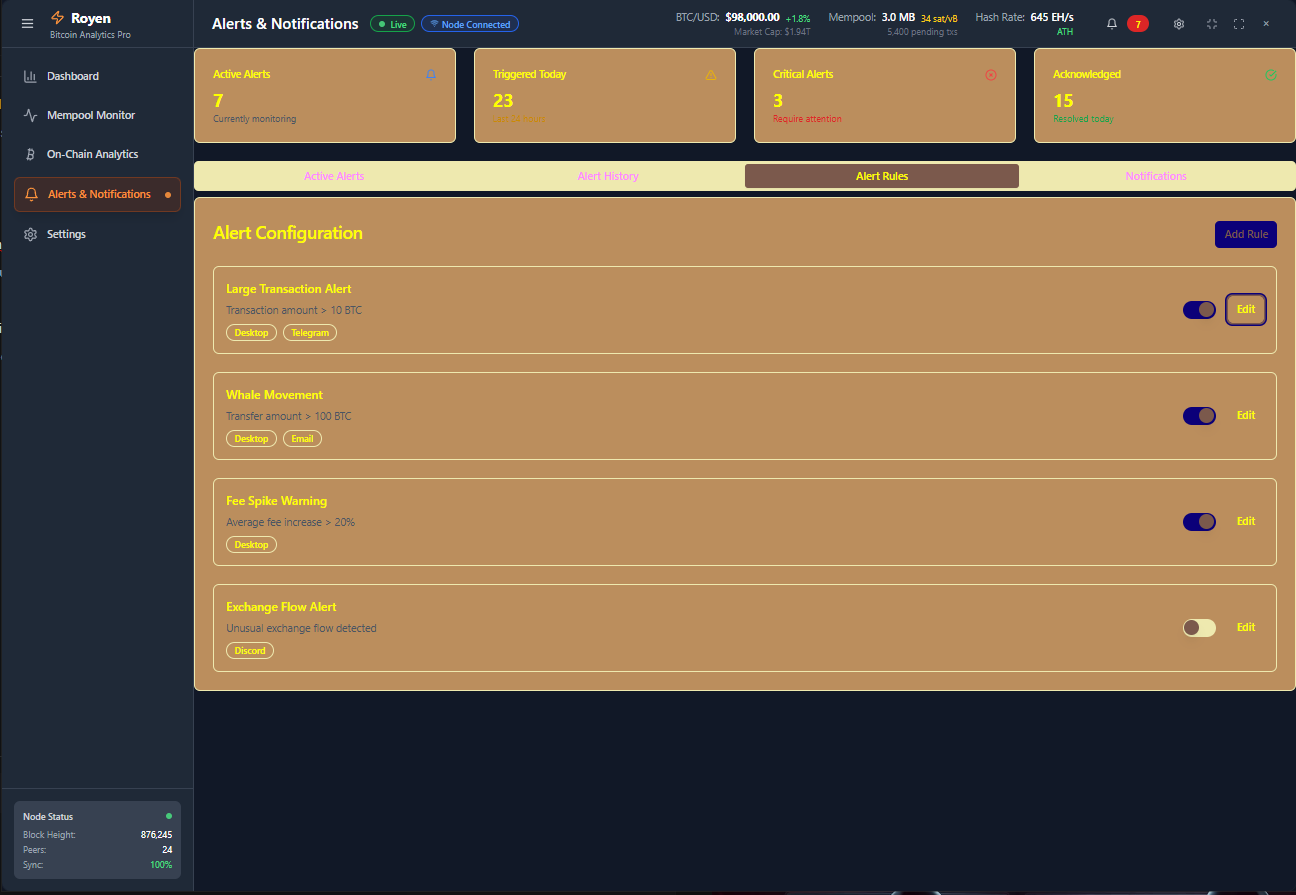 Royen
Bitcoin Analytics Pro
Dashboard
Mempool Monitor
On-Chain Analytics
Alerts & Notifications
Settings
Node Status
Block Height: 876,245
Peers: 24
Sync: 100%
Alerts & Notifications
Live
Node Connected
BTC/USD: $98,000.00 +1.8%
Market Cap: $1.94T
Mempool: 3.0 MB 34 sat/vB
5,400 pending txs
Hash Rate: 645 EH/s
ATH
7
Active Alerts
7
Currently monitoring
Triggered Today
23
Last 24 hours
Critical Alerts
3
Require attention
Acknowledged
15
Resolved today
Active Alerts
Alert History
Alert Rules
Notifications
Alert Configuration
Add Rule
Large Transaction Alert
Transaction amount > 10 BTC
Desktop
Telegram
Edit
Whale Movement
Transfer amount > 100 BTC
Desktop
Email
Edit
Fee Spike Warning
Average fee increase > 20%
Desktop
Edit
Exchange Flow Alert
Unusual exchange flow detected
Discord
Edit